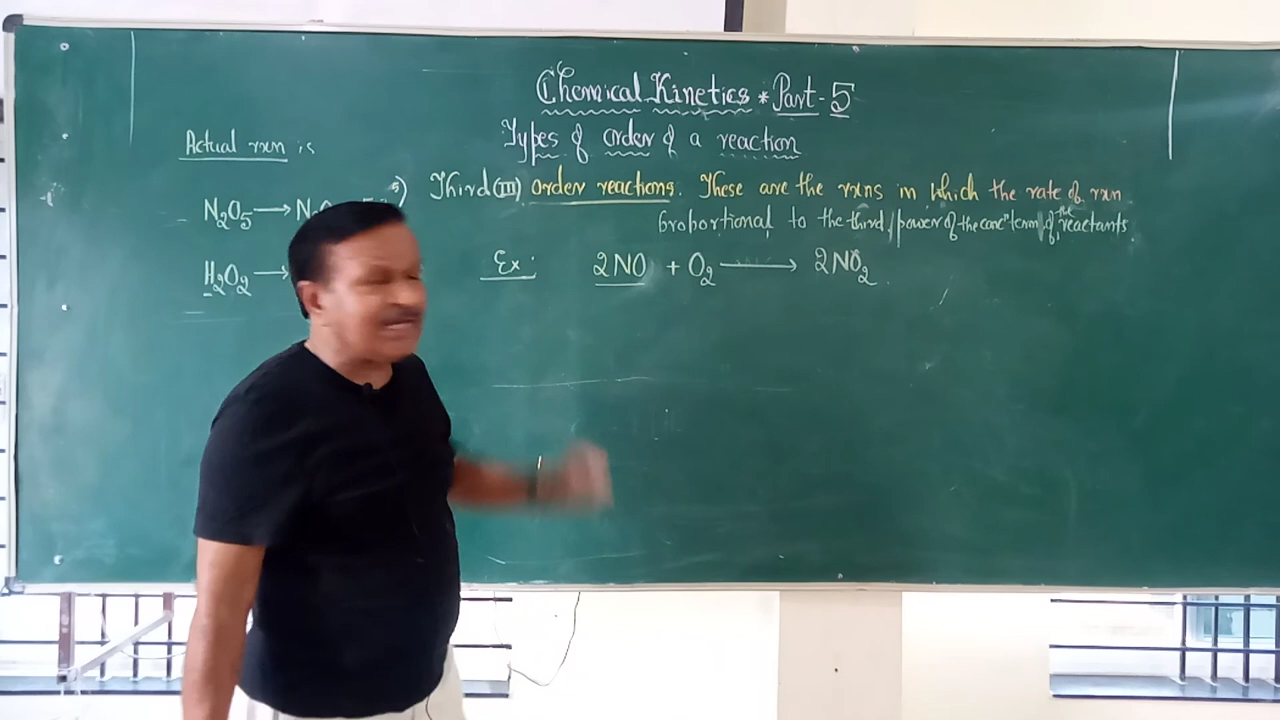 Chemical Kinetics * Part - 5
Types of order of a reaction
Actual rxn is
N2O5 → N
H2O2 →
5) Third (III) order reactions. These are the rxns in which the rate of rxn
proportional to the third power of the concn term of the reactants.
Ex: 2NO + O2 → 2NO2.